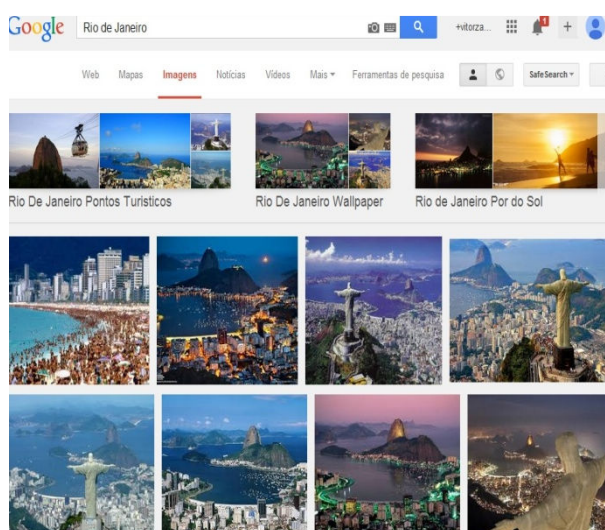 Google Rio de Janeiro +vitorza... 1 +
Web Mapas Imagens Notícias Vídeos Mais Ferramentas de pesquisa SafeSearch
Rio De Janeiro Pontos Turisticos Rio De Janeiro Wallpaper Rio de Janeiro Por do Sol